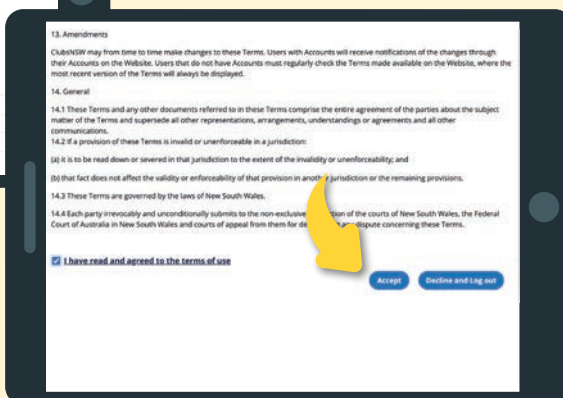 13. Amendments
ClubsNSW may from time to time make changes to these Terms. Users with Accounts will receive notifications of the changes through
their Accounts on the Website. Users that do not have Accounts must regularly check the Terms made available on the Website, where the
most recent version of the Terms will always be displayed.
14. General
14.1 These Terms and any other documents referred to in these Terms comprise the entire agreement of the parties about the subject
matter of the Terms and supersede all other representations, arrangements, understandings or agreements and all other
communications.
14.2 If a provision of these Terms is invalid or unenforceable in a jurisdiction:
(a) it is to be read down or severed in that jurisdiction to the extent of the invalidity or unenforceability; and
(b) that fact does not affect the validity or enforceability of that provision in another jurisdiction or the remaining provisions.
14.3 These Terms are governed by the laws of New South Wales.
14.4 Each party irrevocably and unconditionally submits to the non-exclusive tion of the courts of New South Wales, the Federal
Court of Australia in New South Wales and courts of appeal from them for de any dispute concerning these Terms.
I have read and agreed to the terms of use
Accept Decline and Log out